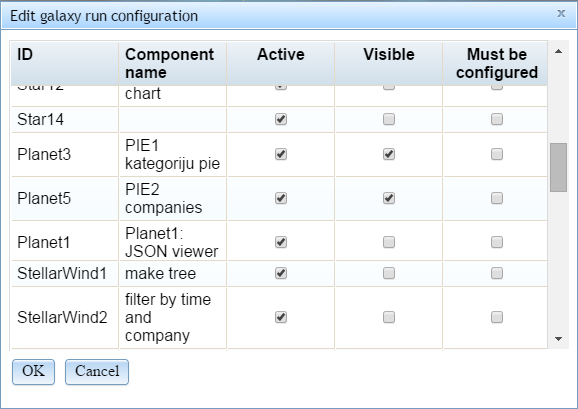 Edit galaxy run configuration
x
ID Component name Active Visible Must be configured
chart
Star14
Planet3 PIE1 kategoriju pie
Planet5 PIE2 companies
Planet1 Planet1: JSON viewer
StellarWind1 make tree
StellarWind2 filter by time and company
OK Cancel